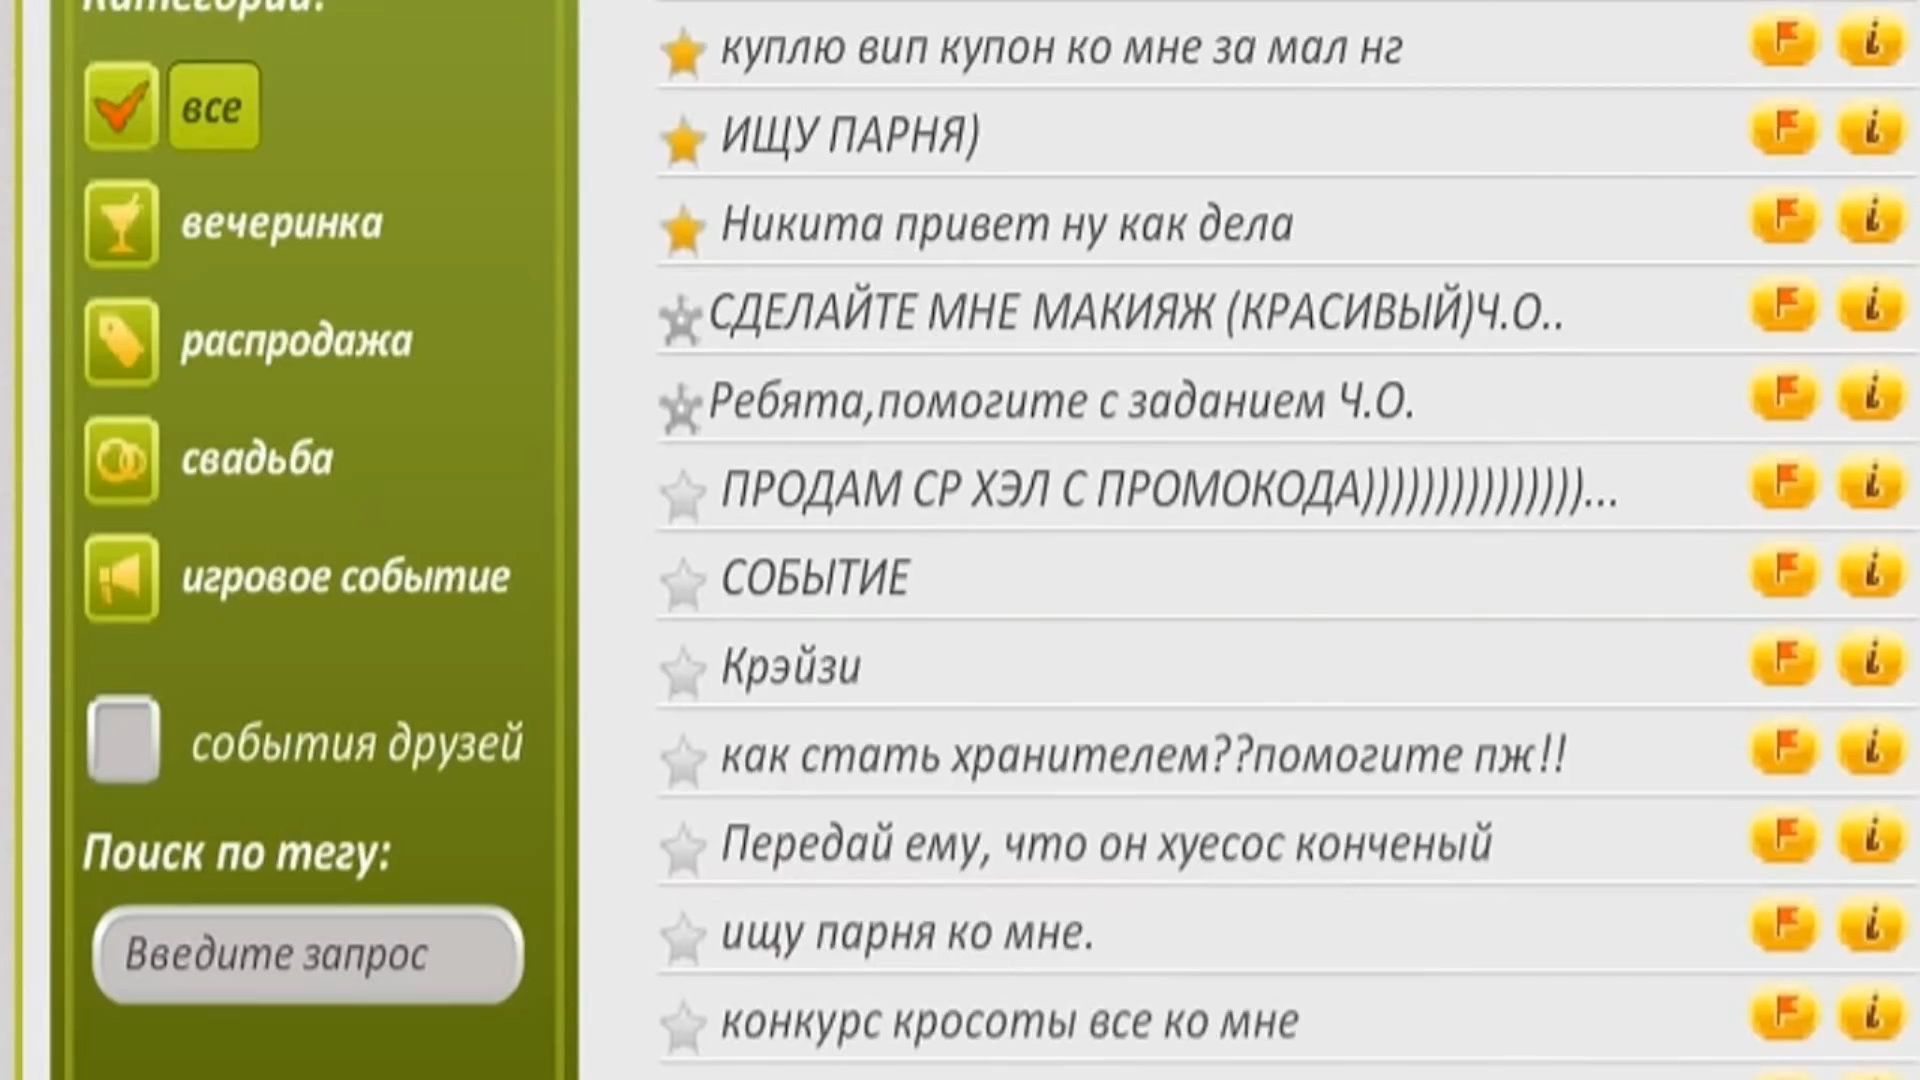 Категории:
все
вечеринка
распродажа
свадьба
игровое событие
события друзей
Поиск по тегу:
Введите запрос
куплю вип купон ко мне за мал нг
ИЩУ ПАРНЯ)
Никита привет ну как дела
СДЕЛАЙТЕ МНЕ МАКИЯЖ (КРАСИВЫЙ)Ч.О..
Ребята,помогите с заданием Ч.О.
ПРОДАМ СР ХЭЛ С ПРОМОКОДА)))))))))))))))...
СОБЫТИЕ
Крэйзи
как стать хранителем??помогите пж!!
Передай ему, что он хуесос конченый
ищу парня ко мне.
конкурс кросоты все ко мне